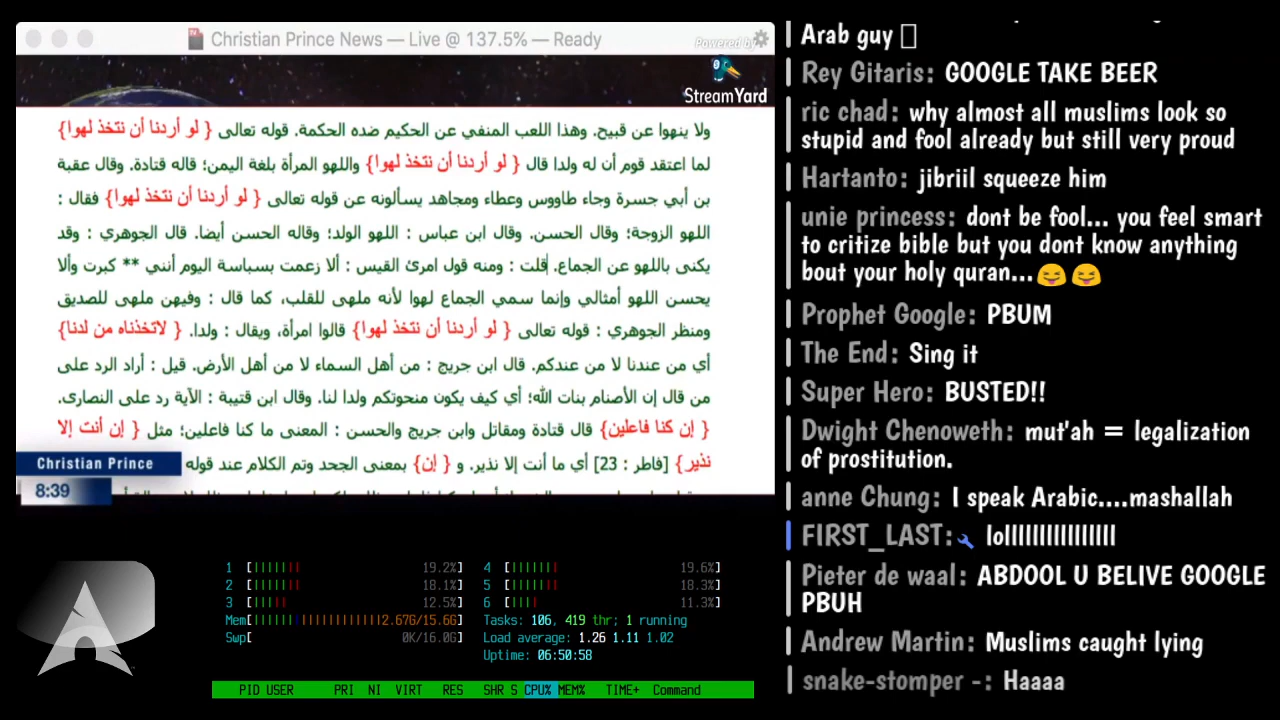 Christian Prince News — Live @ 137.5% — Ready
Powered by
StreamYard
ولا ينهوا عن قبيح. وهذا اللعب المنفي عن الحكيم ضده الحكمة. قوله تعالى { لو أردنا أن نتخذ لهوا}
لما اعتقد قوم أن له ولدا قال { لو أردنا أن نتخذ لهوا} واللهو المرأة بلغة اليمن؛ قاله قتادة. وقال عقبة
بن أبي جسرة وجاء طاووس وعطاء ومجاهد يسألونه عن قوله تعالى { لو أردنا أن نتخذ لهوا} فقال :
اللهو الزوجة؛ وقال الحسن. وقال ابن عباس : اللهو الولد؛ وقاله الحسن أيضا. قال الجوهري : وقد
يكنى باللهو عن الجماع. قلت : ومنه قول امرئ القيس : ألا زعمت بسباسة اليوم أنني ** كبرت وألا
يحسن اللهو أمثالي وإنما سمي الجماع لهوا لأنه ملهى للقلب، كما قال : وفيهن ملهى للصديق
ومنظر الجوهري : قوله تعالى { لو أردنا أن نتخذ لهوا} قالوا امرأة، ويقال : ولدا. { لاتخذناه من لدنا}
أي من عندنا لا من عندكم. قال ابن جريج : من أهل السماء لا من أهل الأرض. قيل : أراد الرد على
من قال إن الأصنام بنات الله؛ أي كيف يكون منحوتكم ولدا لنا. وقال ابن قتيبة : الآية رد على النصارى.
{ إن كنا فاعلين} قال قتادة ومقاتل وابن جريج والحسن : المعنى ما كنا فاعلين؛ مثل { إن أنت إلا
نذير} [فاطر : 23] أي ما أنت إلا نذير. و { إن} بمعنى الجحد وتم الكلام عند قوله
Christian Prince
8:39
1 [ 19.2%] 4 [ 19.6%]
2 [ 18.1%] 5 [ 18.3%]
3 [ 12.5%] 6 [ 11.3%]
Mem[ 2.67G/15.6G] Tasks: 106, 419 thr; 1 running
Swp[ 0K/16.0G] Load average: 1.26 1.11 1.02
Uptime: 06:50:58
PID USER PRI NI VIRT RES SHR S CPU% MEM% TIME+ Command
Arab guy
Rey Gitaris: GOOGLE TAKE BEER
ric chad: why almost all muslims look so
stupid and fool already but still very proud
Hartanto: jibriil squeeze him
unie princess: dont be fool... you feel smart
to critize bible but you dont know anything
bout your holy quran...😄😄
Prophet Google: PBUM
The End: Sing it
Super Hero: BUSTED!!
Dwight Chenoweth: mut'ah = legalization
of prostitution.
anne Chung: I speak Arabic....mashallah
FIRST_LAST: lolllllllllllllll
Pieter de waal: ABDOOL U BELIVE GOOGLE
PBUH
Andrew Martin: Muslims caught lying
snake-stomper -: Haaaa